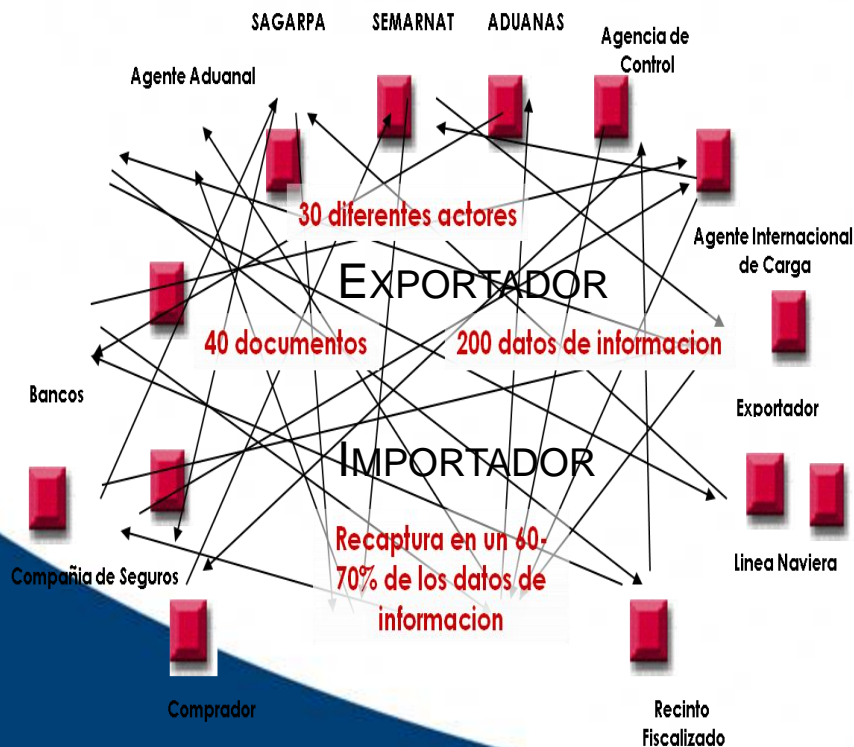 SAGARPA
SEMARNAT
ADUANAS
Agencia de
Control
Agente Aduanal
30 diferentes actores
Agente Internacional
de Carga
EXPORTADOR
40 documentos
200 datos de informacion
Bancos
Exportador
IMPORTADOR
Recaptura en un 60-
70% de los datos de
informacion
Linea Naviera
Compañia de Seguros
Comprador
Recinto
Fiscalizado